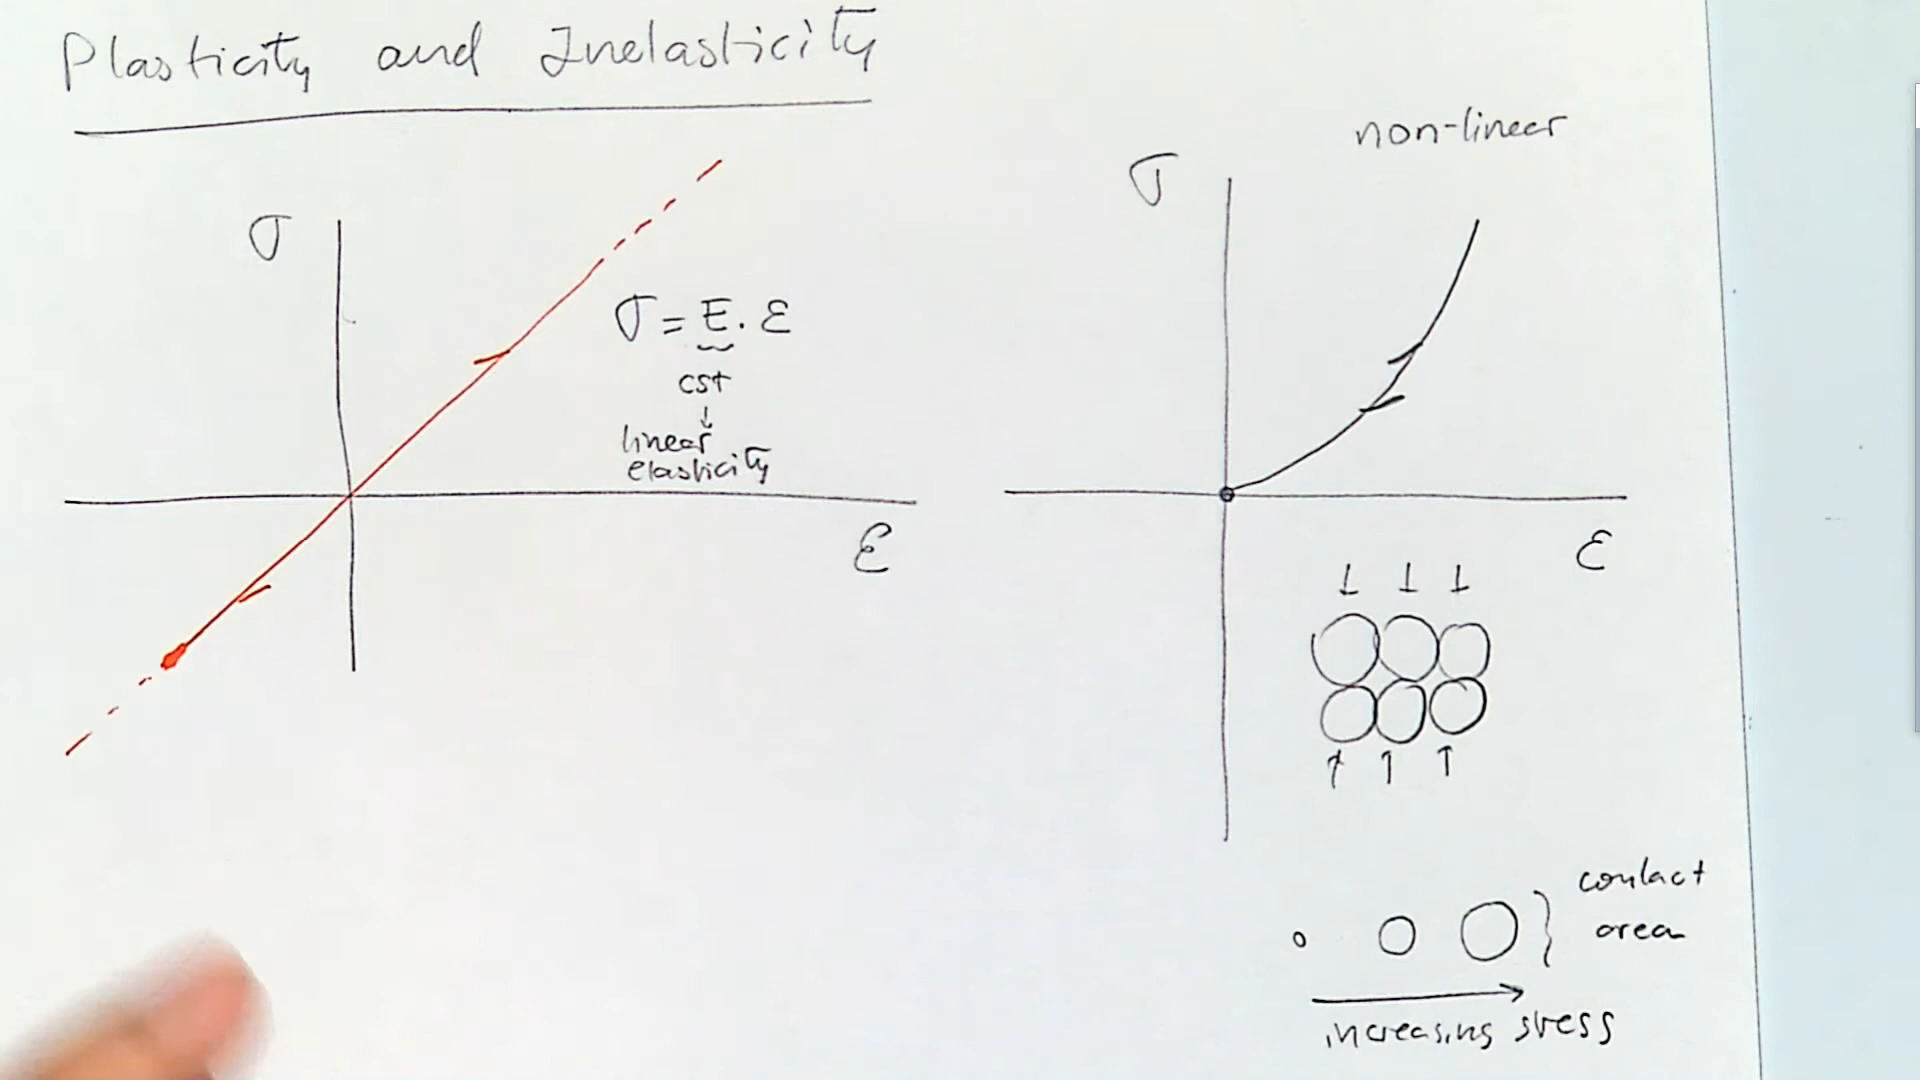 Plasticity and Inelasticity
σ
σ = E . ε
cst
linear
elasticity
ε
non-linear
σ
ε
contact
area
increasing stress